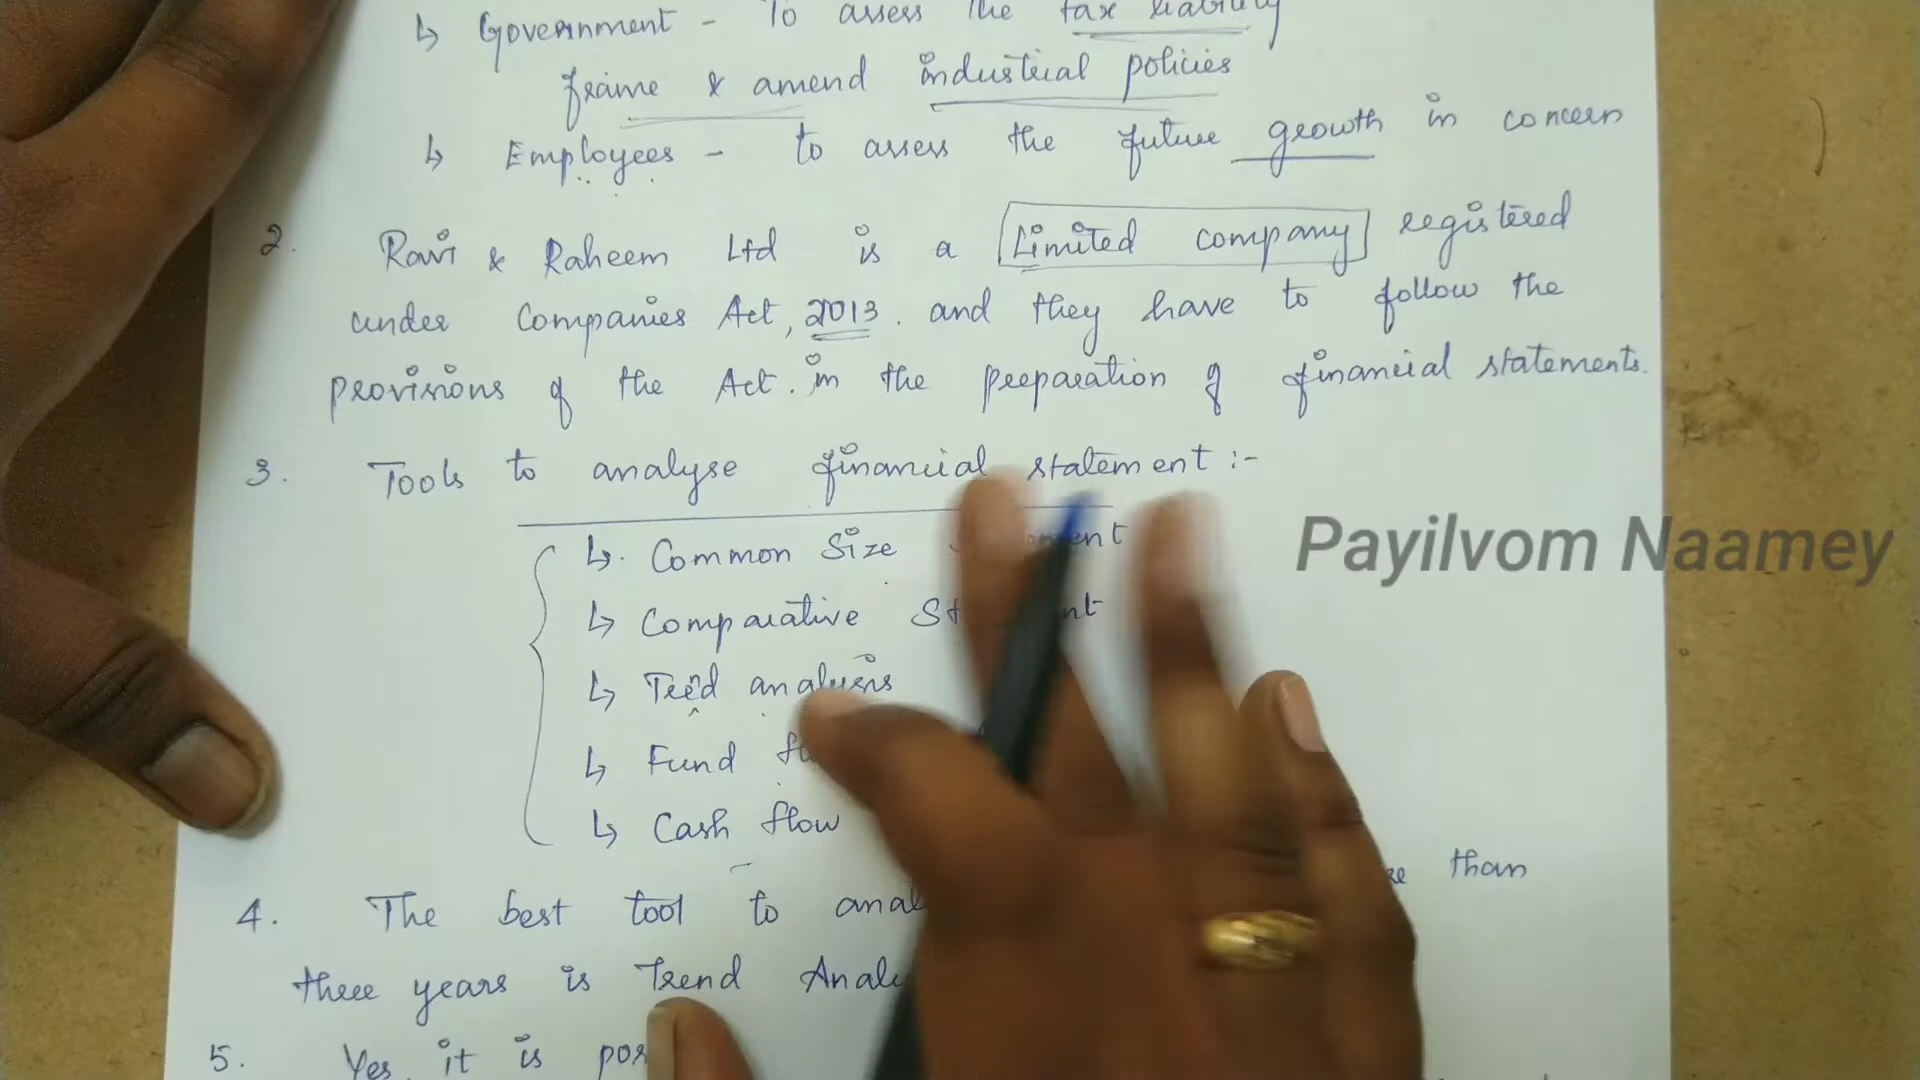 ↳ Government - To assess the tax liability
frame & amend industrial policies
↳ Employees - to assess the future growth in concern
2. Ravi & Raheem Ltd is a Limited company registered
under Companies Act, 2013. and they have to follow the
provisions of the Act. in the preparation of financial statements.
3. Tools to analyse financial statement :-
↳. Common Size
↳ Comparative
↳ Trend analysis
↳ Fund
↳ Cash flow
4. The best tool to than
three years is Trend
5. Yes, it is
Payilvom Naamey